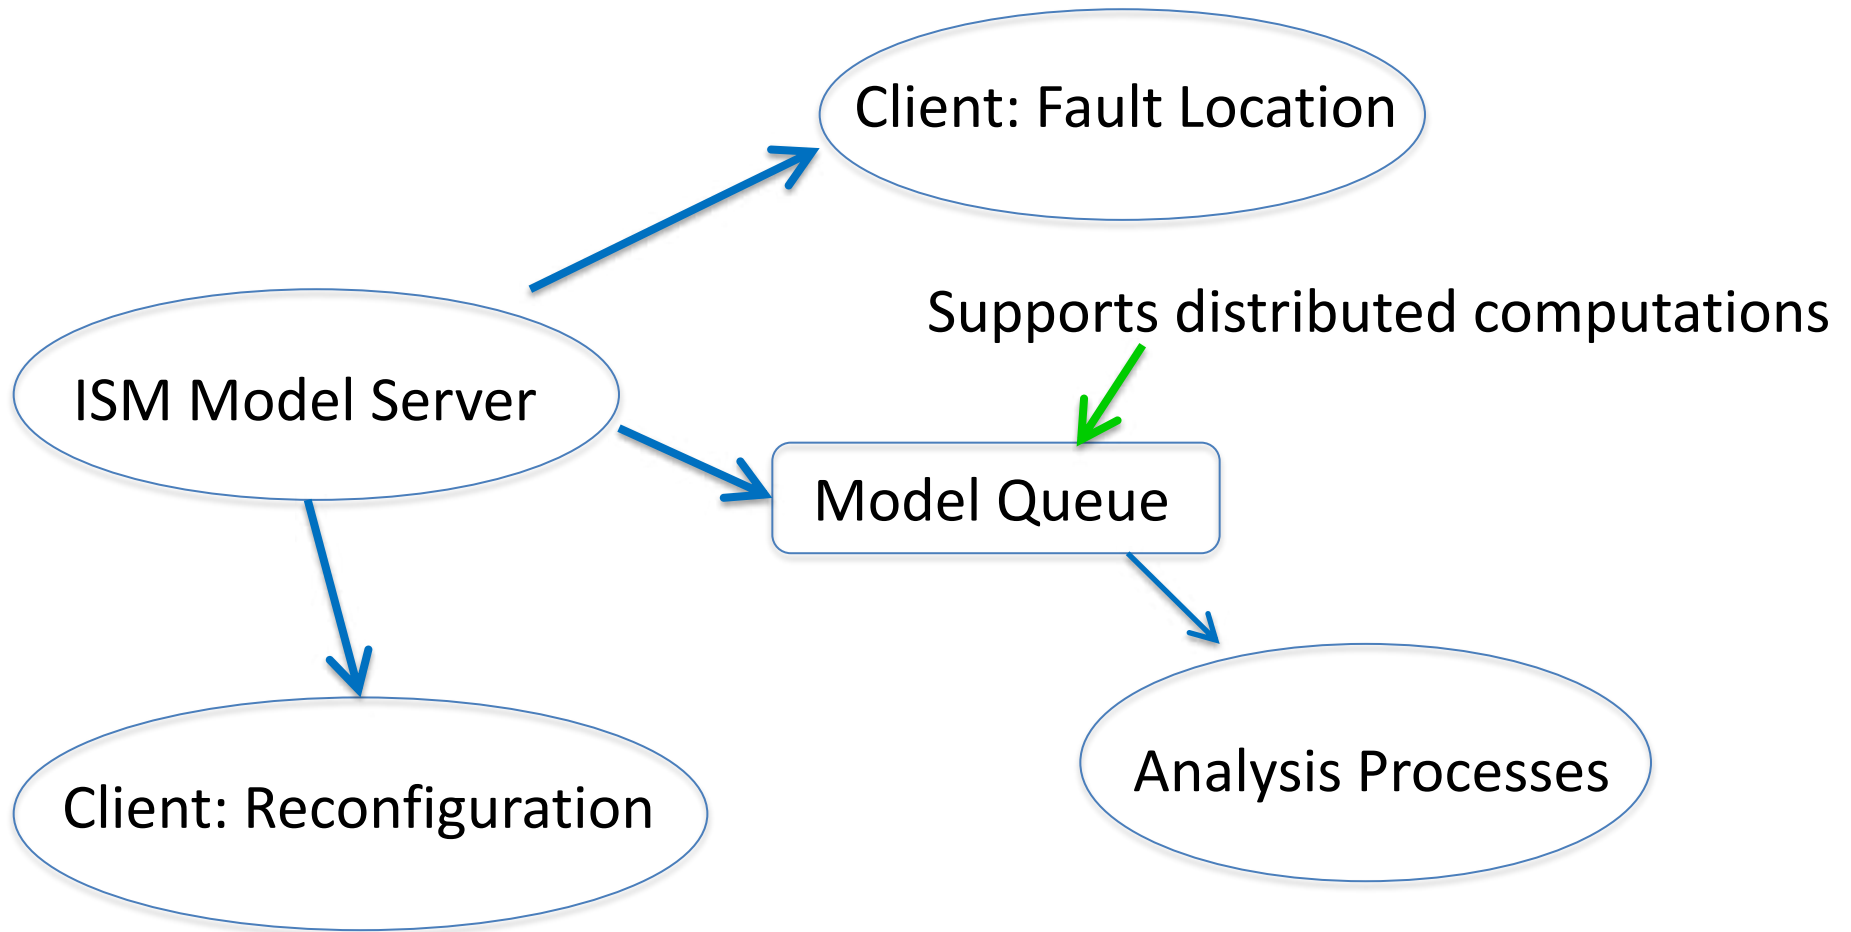 Client: Fault Location
Supports distributed computations
ISM Model Server
Model Queue
Analysis Processes
Client: Reconfiguration